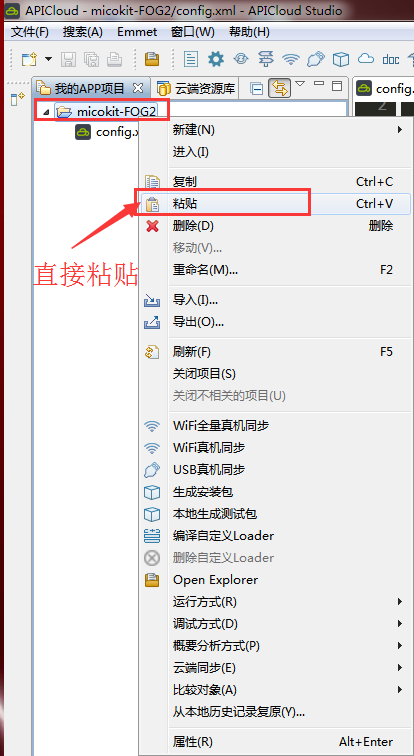 APICloud - micokit-FOG2/config.xml - APICloud Studio
文件(F) 搜索(A) Emmet 窗口(W) 帮助(H)
doc
我的APP项目 云端资源库
config.
2
micokit-FOG2
config.x
新建(N)
进入(I)
复制 Ctrl+C
粘贴 Ctrl+V
删除(D) 删除
移动(V)...
重命名(M)... F2
直接粘贴
导入(I)...
导出(O)...
刷新(F) F5
关闭项目(S)
关闭不相关的项目(U)
WiFi全量真机同步
WiFi真机同步
USB真机同步
生成安装包
本地生成测试包
编译自定义Loader
删除自定义Loader
Open Explorer
运行方式(R)
调试方式(D)
概要分析方式(P)
云端同步(E)
比较对象(A)
从本地历史记录复原(Y)...
属性(R) Alt+Enter